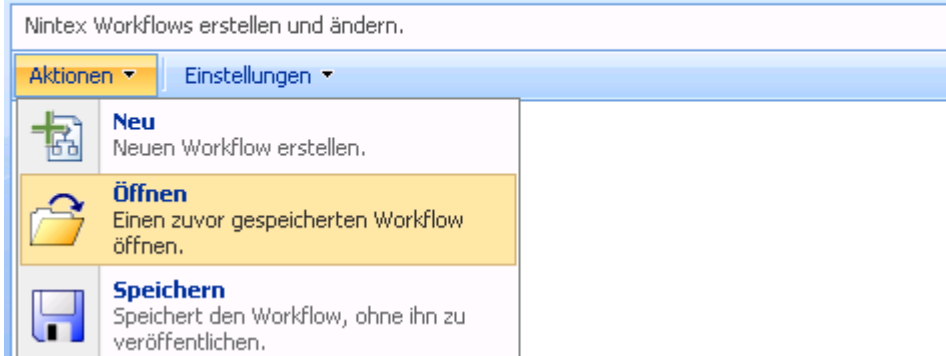 Nintex Workflows erstellen und ändern.
Aktionen Einstellungen
Neu
Neuen Workflow erstellen.
Öffnen
Einen zuvor gespeicherten Workflow
öffnen.
Speichern
Speichert den Workflow, ohne ihn zu
veröffentlichen.